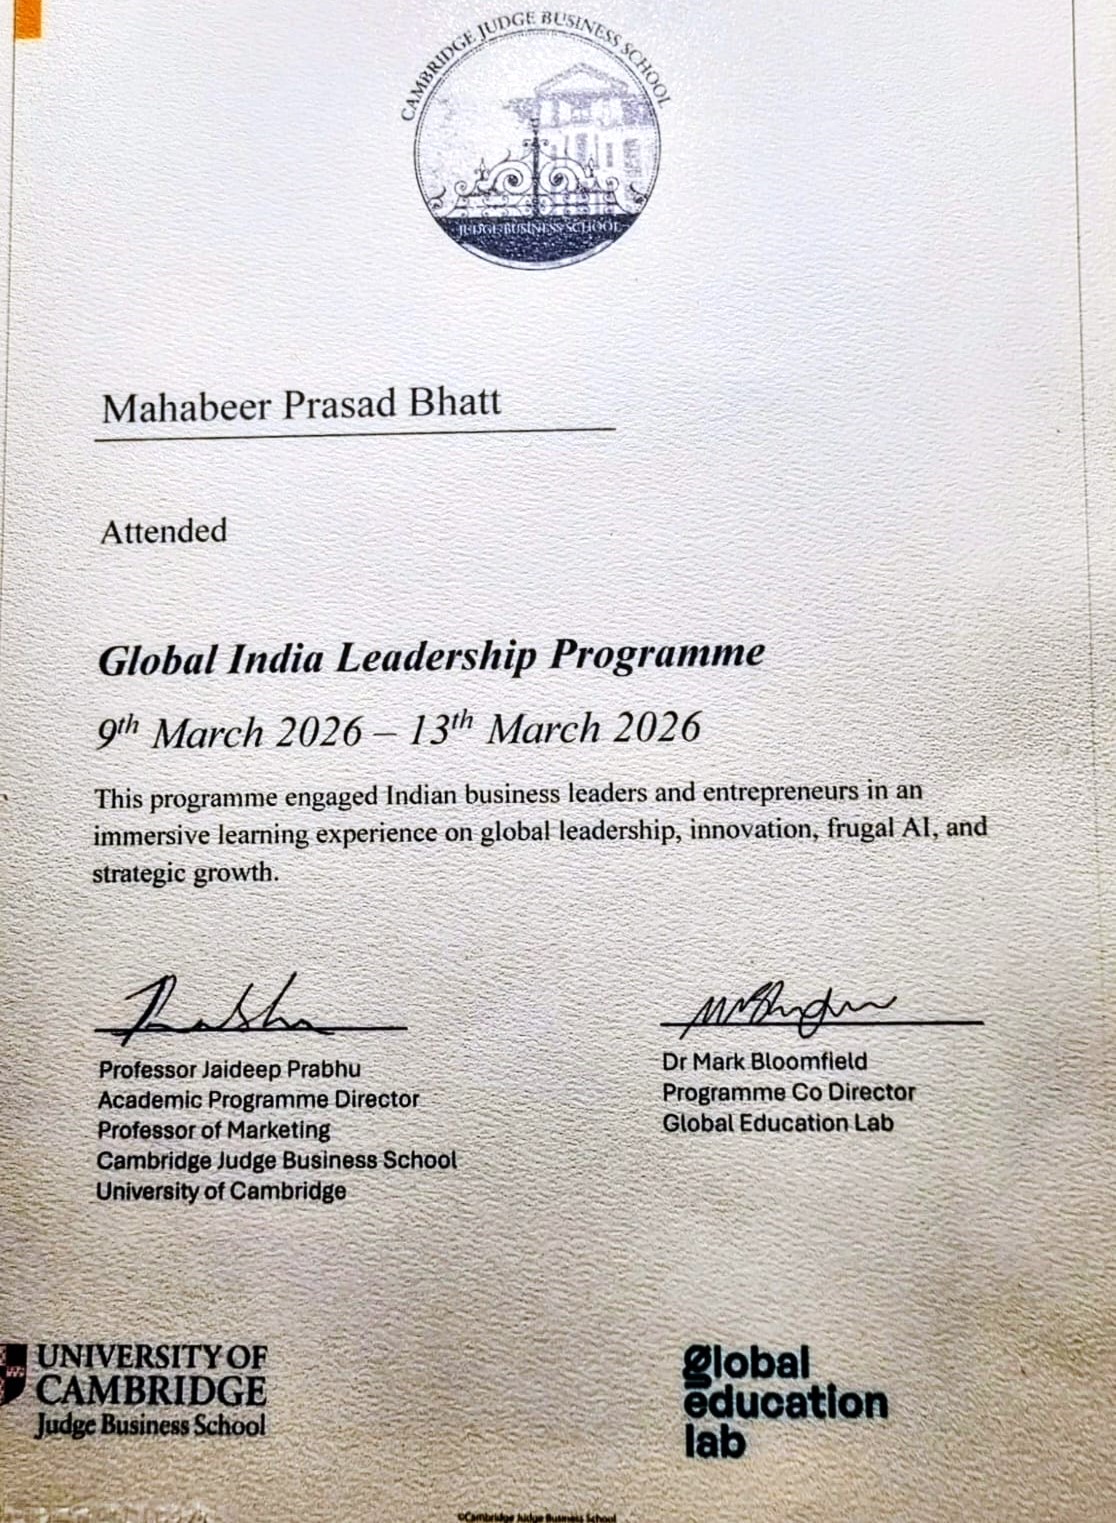 CAMBRIDGE JUDGE BUSINESS SCHOOL
JUDGE BUSINESS SCHOOL
Mahabeer Prasad Bhatt
Attended
Global India Leadership Programme
9th March 2026 – 13th March 2026
This programme engaged Indian business leaders and entrepreneurs in an
immersive learning experience on global leadership, innovation, frugal AI, and
strategic growth.
Professor Jaideep Prabhu
Academic Programme Director
Professor of Marketing
Cambridge Judge Business School
University of Cambridge
Dr Mark Bloomfield
Programme Co Director
Global Education Lab
UNIVERSITY OF
CAMBRIDGE
Judge Business School
global
education
lab
©Cambridge Judge Business School